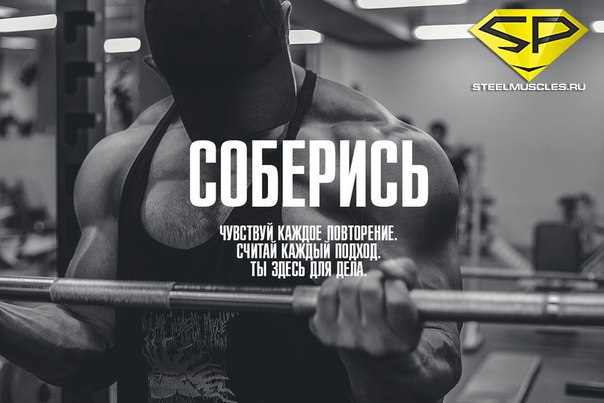 SP
STEELMUSCLES.RU
СОБЕРИСЬ
ЧУВСТВУЙ КАЖДОЕ ПОВТОРЕНИЕ.
СЧИТАЙ КАЖДЫЙ ПОДХОД.
ТЫ ЗДЕСЬ ДЛЯ ДЕЛА.